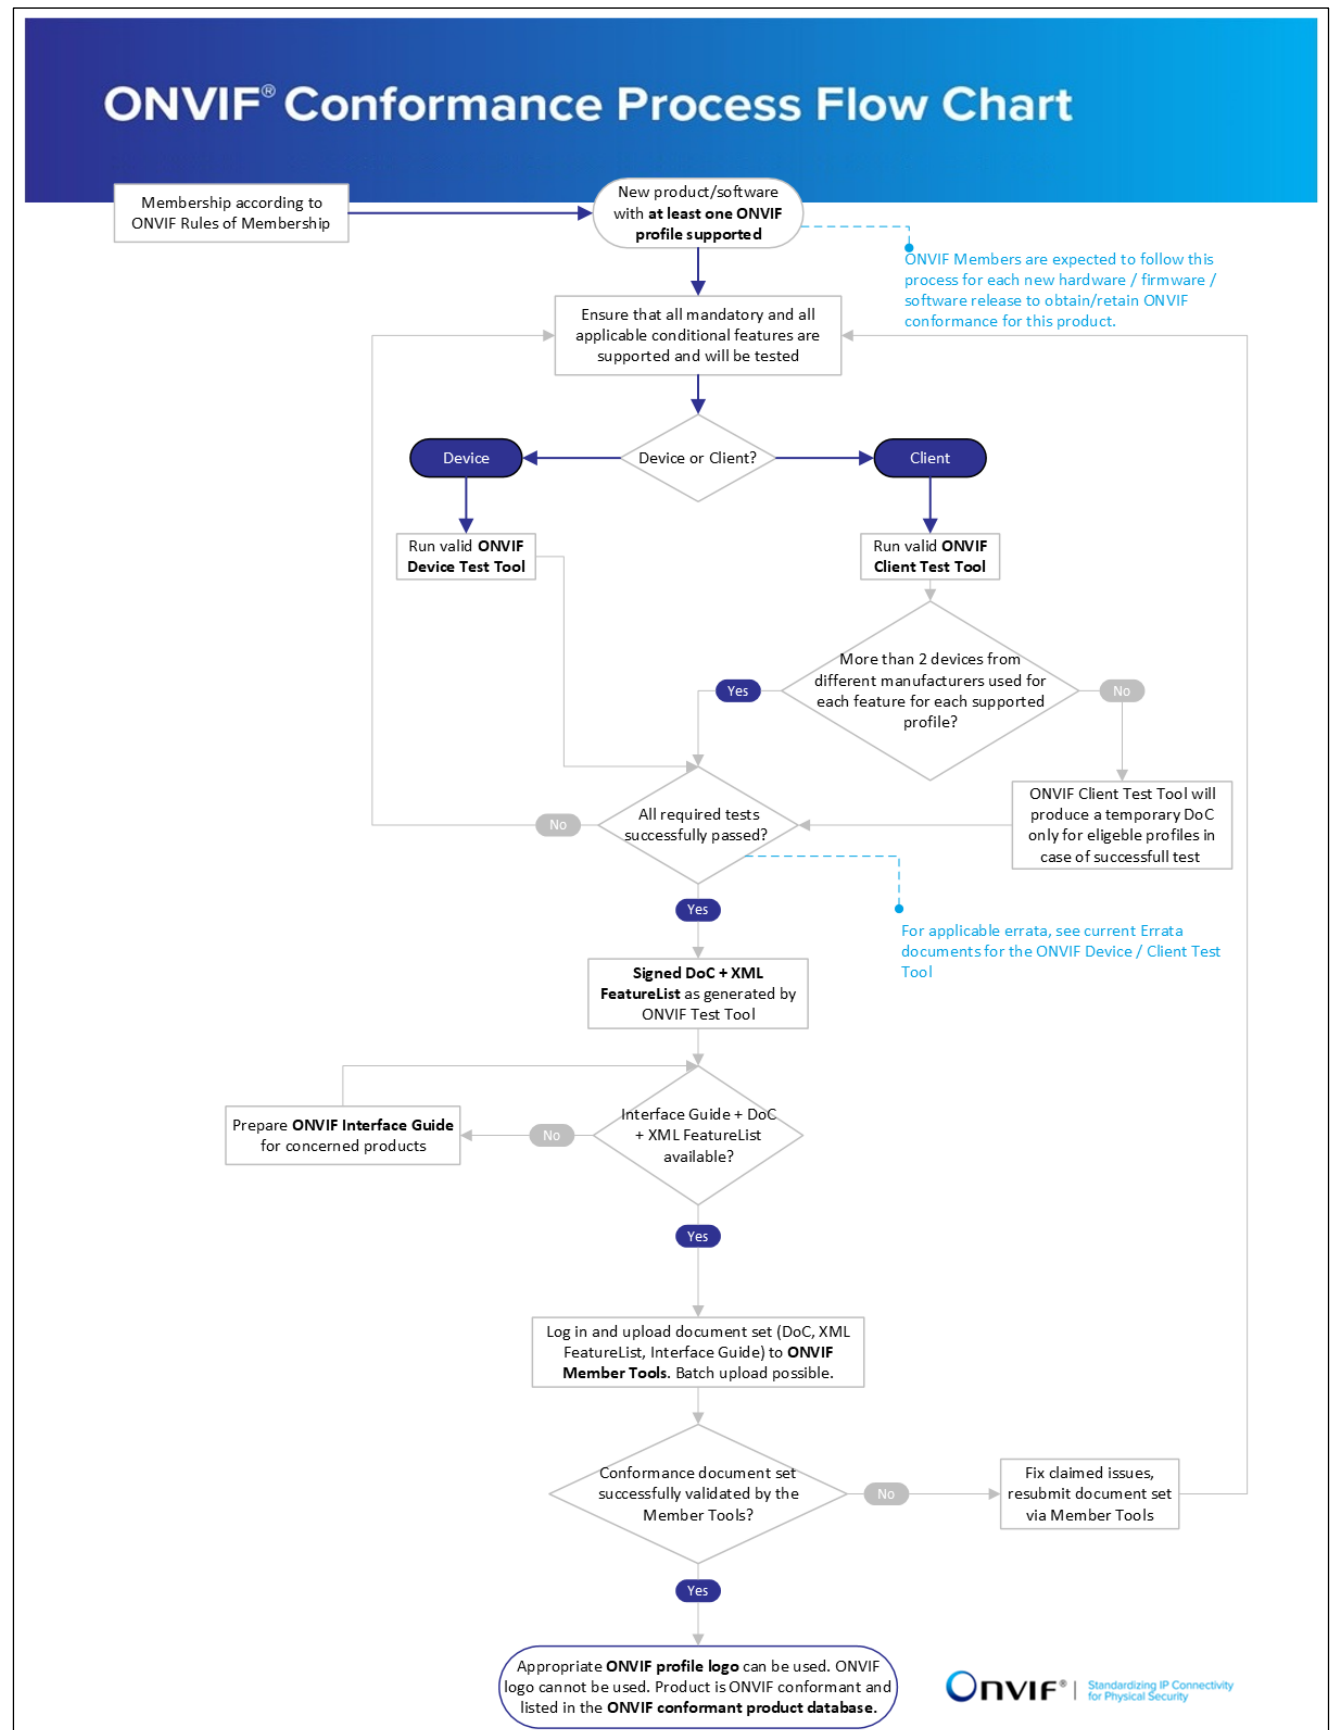 ONVIF® Conformance Process Flow Chart
Membership according to
ONVIF Rules of Membership
New product/software
with at least one ONVIF
profile supported
ONVIF Members are expected to follow this
process for each new hardware / firmware /
software release to obtain/retain ONVIF
conformance for this product.
Ensure that all mandatory and all
applicable conditional features are
supported and will be tested
Device
Device or Client?
Client
Run valid ONVIF
Device Test Tool
Run valid ONVIF
Client Test Tool
More than 2 devices from
different manufacturers used for
each feature for each supported
profile?
Yes
No
ONVIF Client Test Tool will
produce a temporary DoC
only for eligeble profiles in
case of successfull test
All required tests
successfully passed?
No
Yes
For applicable errata, see current Errata
documents for the ONVIF Device / Client Test
Tool
Signed DoC + XML
FeatureList as generated by
ONVIF Test Tool
Prepare ONVIF Interface Guide
for concerned products
No
Interface Guide + DoC
+ XML FeatureList
available?
Yes
Log in and upload document set (DoC, XML
FeatureList, Interface Guide) to ONVIF
Member Tools. Batch upload possible.
Conformance document set
successfully validated by the
Member Tools?
No
Fix claimed issues,
resubmit document set
via Member Tools
Yes
Appropriate ONVIF profile logo can be used. ONVIF
logo cannot be used. Product is ONVIF conformant and
listed in the ONVIF conformant product database.
ONVIF® | Standardizing IP Connectivity
for Physical Security